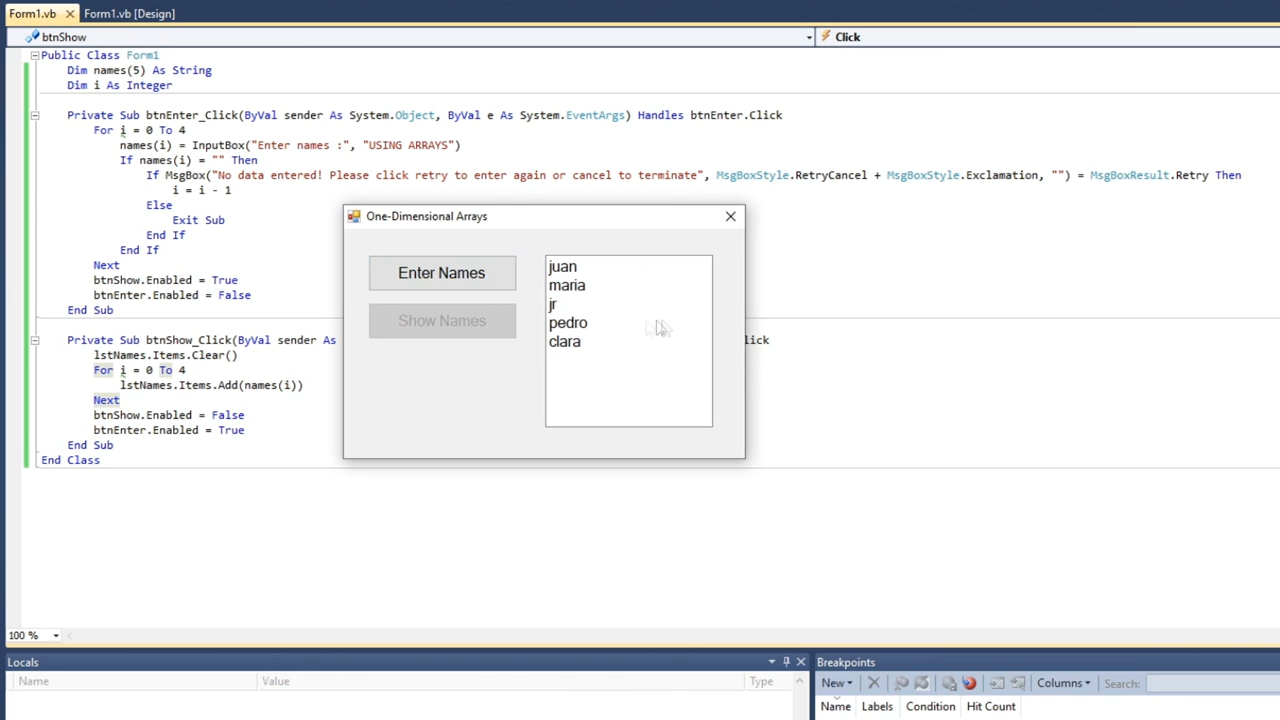 Form1.vb
Form1.vb [Design]
btnShow
Click
Public Class Form1
Dim names(5) As String
Dim i As Integer
Private Sub btnEnter_Click(ByVal sender As System.Object, ByVal e As System.EventArgs) Handles btnEnter.Click
For i = 0 To 4
names(i) = InputBox("Enter names :", "USING ARRAYS")
If names(i) = "" Then
If MsgBox("No data entered! Please click retry to enter again or cancel to terminate", MsgBoxStyle.RetryCancel + MsgBoxStyle.Exclamation, "") = MsgBoxResult.Retry Then
i = i - 1
Else
Exit Sub
End If
End If
Next
btnShow.Enabled = True
btnEnter.Enabled = False
End Sub
Private Sub btnShow_Click(ByVal sender As
lick
lstNames.Items.Clear()
For i = 0 To 4
lstNames.Items.Add(names(i))
Next
btnShow.Enabled = False
btnEnter.Enabled = True
End Sub
End Class
One-Dimensional Arrays
Enter Names
Show Names
juan
maria
jr
pedro
clara
100 %
Locals
Name Value Type
Breakpoints
New Columns Search:
Name Labels Condition Hit Count